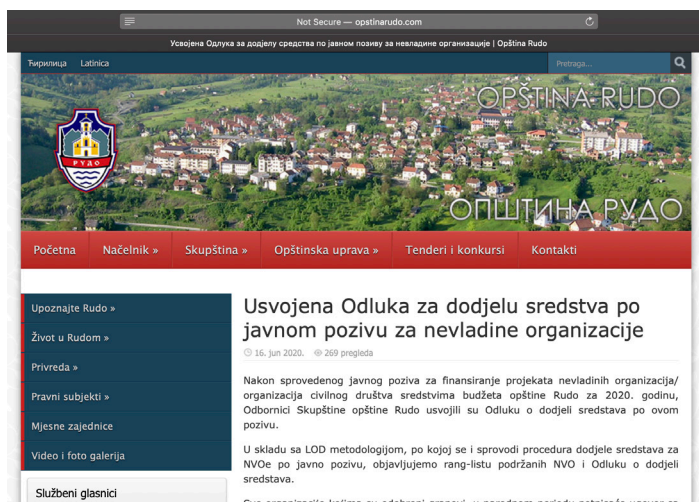 Not Secure — opstinarudo.com
Усвојена Одлука за додјелу средства по јавном позиву за невладине организације | Opština Rudo
Ћирилица Latinica
Pretraga...
OPŠTINA RUDO
РУДО
ОПШТИНА РУДО
Početna Načelnik » Skupština » Opštinska uprava » Tenderi i konkursi Kontakti
Upoznajte Rudo »
Život u Rudom »
Privreda »
Pravni subjekti »
Mjesne zajednice
Video i foto galerija
Službeni glasnici
Usvojena Odluka za dodjelu sredstva po
javnom pozivu za nevladine organizacije
16. jun 2020. 269 pregleda
Nakon sprovedenog javnog poziva za finansiranje projekata nevladinih organizacija/
organizacija civilnog društva sredstvima budžeta opštine Rudo za 2020. godinu,
Odbornici Skupštine opštine Rudo usvojili su Odluku o dodjeli sredstava po ovom
pozivu.
U skladu sa LOD metodologijom, po kojoj se i sprovodi procedura dodjele sredstava za
NVOe po javno pozivu, objavljujemo rang-listu podržanih NVO i Odluku o dodjeli
sredstava.